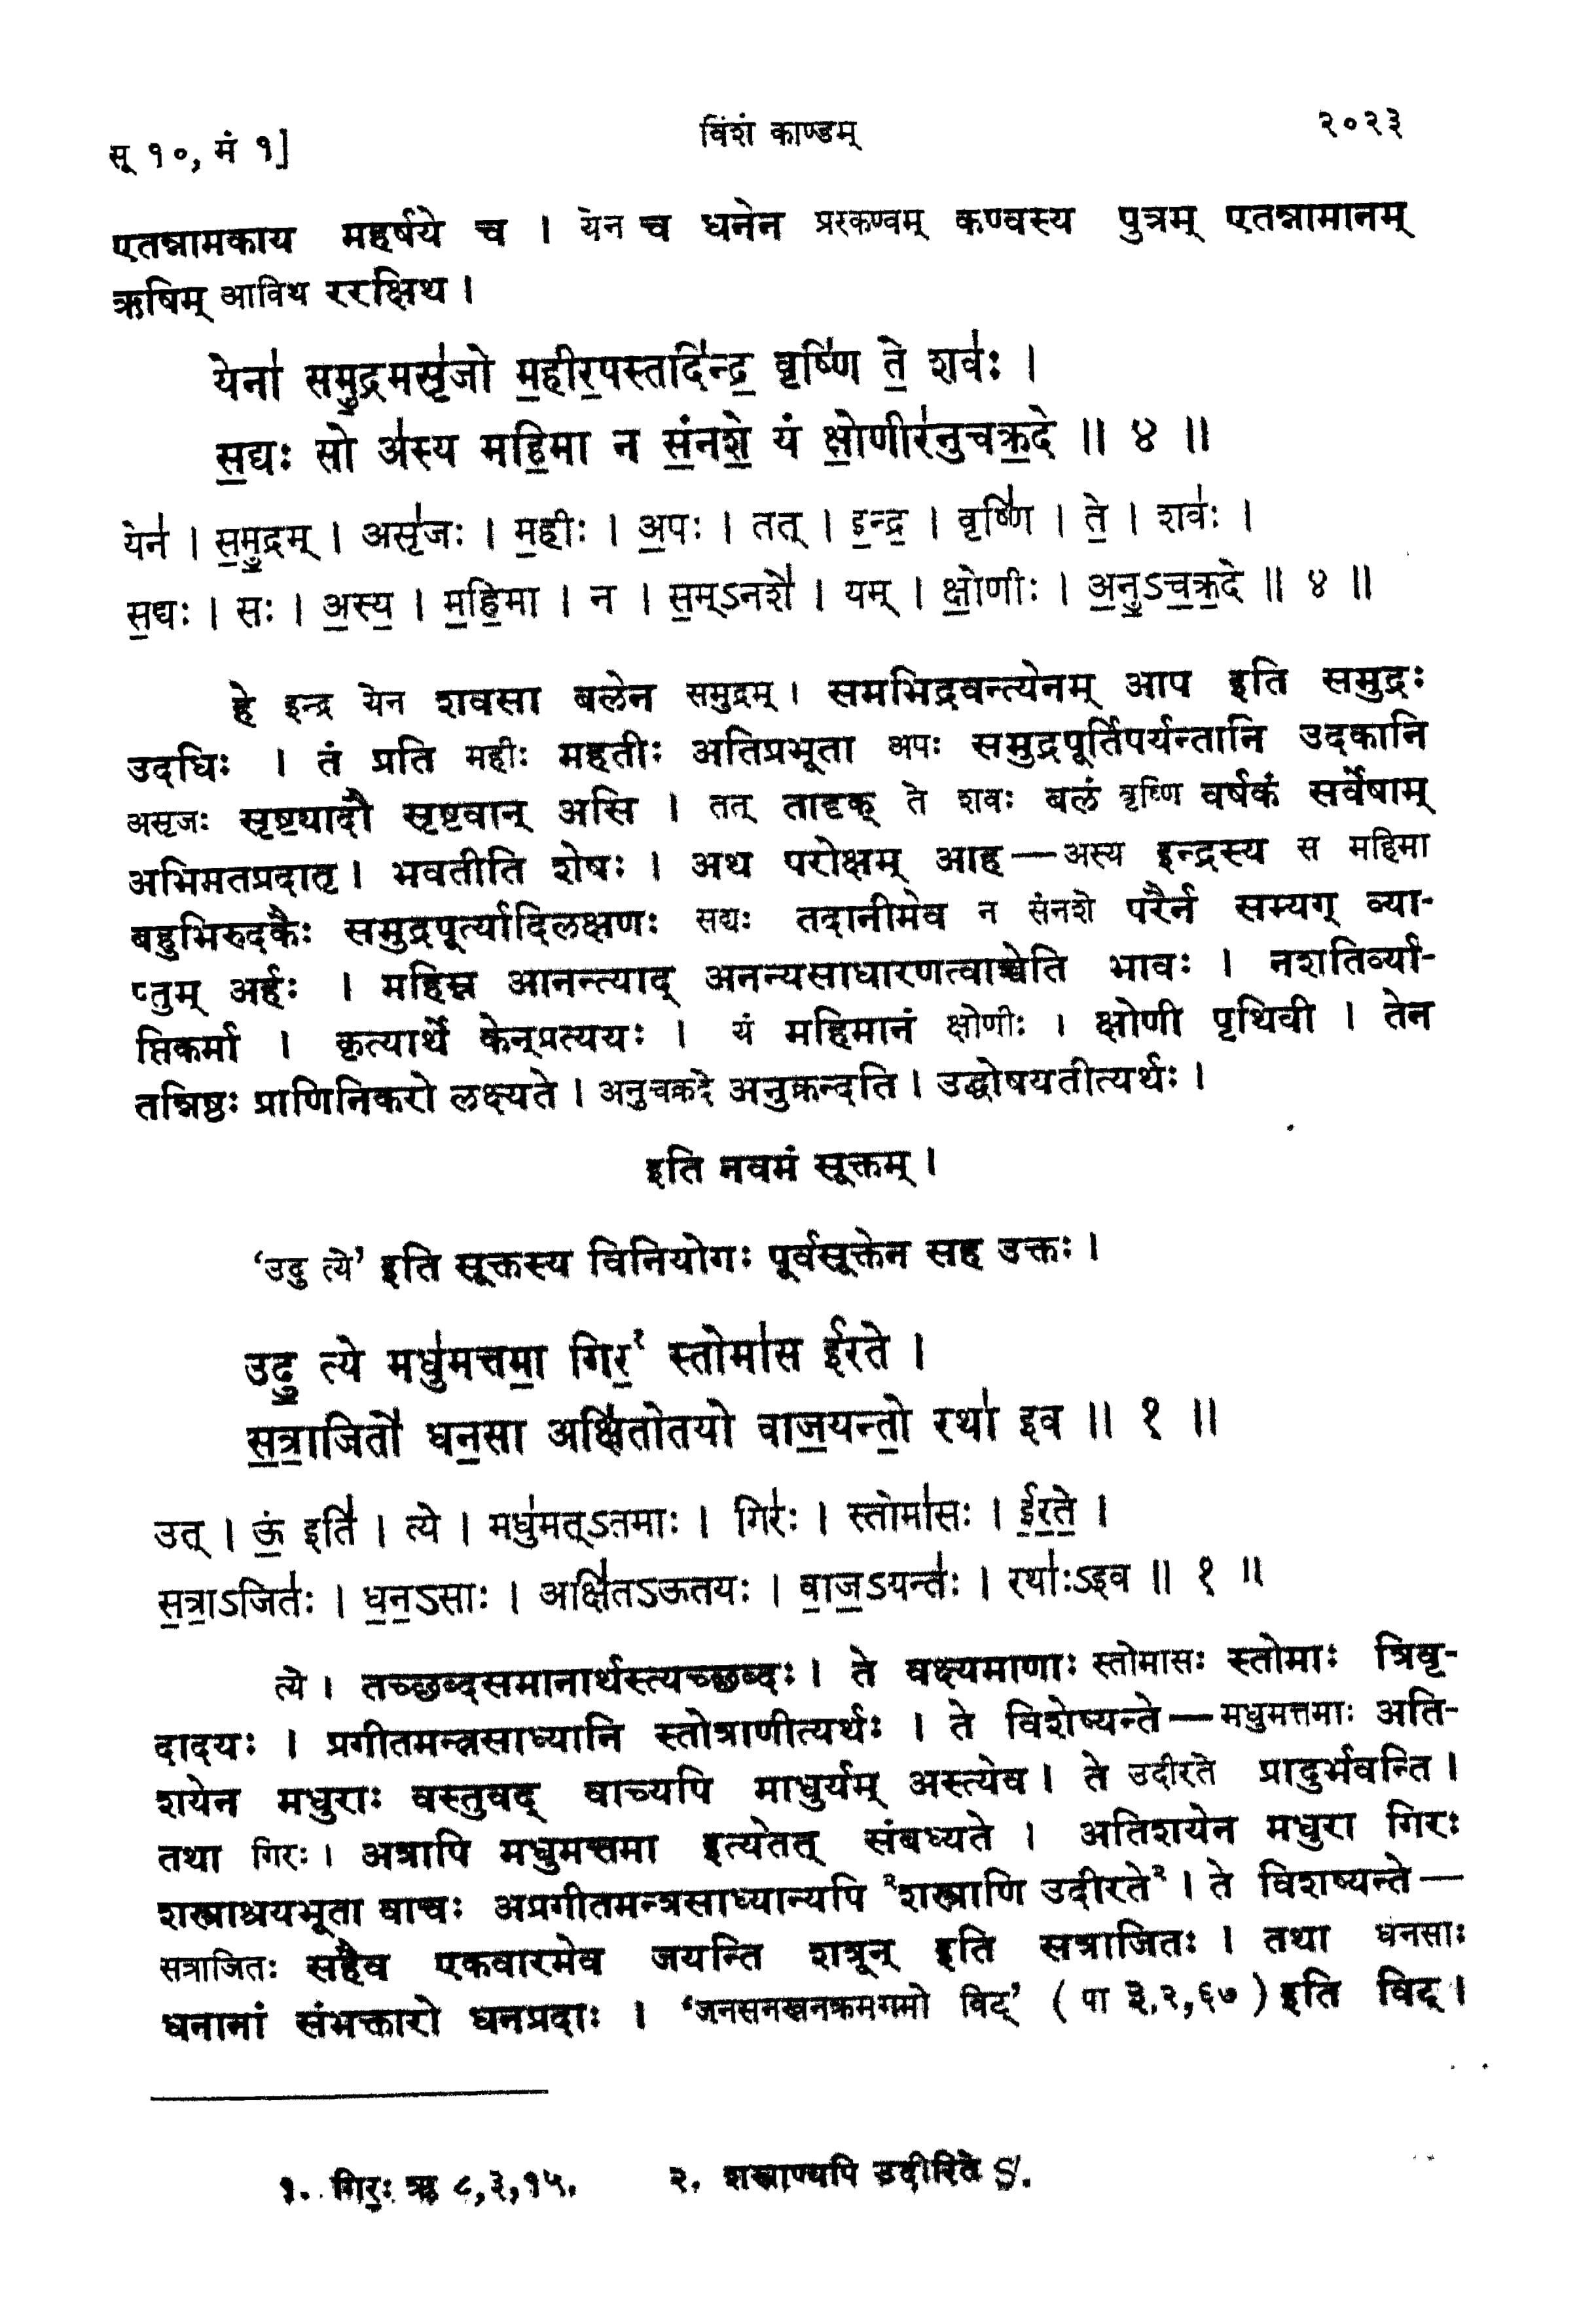 सू १०, मं १]
विंशं काण्डम्
२०२३
एतन्नामकाय महर्षये च । येन च धनेन प्रस्कण्वम् कण्वस्य पुत्रम् एतन्नामानम्
ऋषिम् आविथ ररक्षिथ ।
येना॑ समु॒द्रमसृ॑जो म॒हीर॒पस्तदि॑न्द्र॒ वृष्णि॑ ते॒ शवः॑ ।
स॒द्यः सो अ॑स्य महि॒मा न सं॒नशे॒ यं क्षो॒णीर॑नुचक्र॒दे ॥ ४ ॥
येन॑ । स॒मु॒द्रम् । असृ॑जः । म॒हीः । अ॒पः । तत् । इ॒न्द्र॒ । वृष्णि॑ । ते॒ । शवः॑ ।
स॒द्यः । सः । अ॒स्य॒ । म॒हि॒मा । न । स॒म्ऽनशे॑ । यम् । क्षो॒णीः । अ॒नु॒ऽच॒क्र॒दे ॥ ४ ॥
हे इन्द्र येन शवसा बलेन समुद्रम् । समभिद्रवन्त्येनम् आप इति समुद्रः
उदधिः । तं प्रति महीः महतीः अतिप्रभूता अपः समुद्रपूर्तिपर्यन्तानि उदकानि
असृजः सृष्ट्यादौ सृष्टवान् असि । तत् तादृक् ते शवः बलं वृष्णि वर्षकं सर्वेषाम्
अभिमतप्रदातृ । भवतीति शेषः । अथ परोक्षम् आह — अस्य इन्द्रस्य स महिमा
बहुभिरुदकैः समुद्रपूर्त्यादिलक्षणः सद्यः तदानीमेव न संनशे परैर्न सम्यग् व्या-
प्तुम् अर्हः । महिम्न आनन्त्याद् अनन्यसाधारणत्वाच्चेति भावः । नशतिर्व्या-
प्तिकर्मा । कृत्यार्थे केन्प्रत्ययः । यं महिमानं क्षोणीः । क्षोणी पृथिवी । तेन
तन्निष्ठः प्राणिनिकरो लक्ष्यते । अनुचक्रदे अनुक्रन्दति । उद्घोषयतीत्यर्थः ।
इति नवमं सूक्तम् ।
‘उदु त्ये’ इति सूक्तस्य विनियोगः पूर्वसूक्तेन सह उक्तः ।
उदु॒ त्ये मधु॑मत्तमा॒ गिर॒¹ स्तोमा॑स ईरते ।
स॒त्रा॒जितो॑ धन॒सा अक्षि॑तोतयो वाज॒यन्तो॒ रथा॑ इव ॥ १ ॥
उत् । ऊं॒ इति॑ । त्ये । मधु॑मत्ऽतमाः । गिरः॑ । स्तोमा॑सः । ई॒र॒ते॒ ।
स॒त्रा॒ऽजितः॑ । ध॒न॒ऽसाः । अक्षि॑तऽऊतयः । वा॒ज॒ऽयन्तः॑ । रथाः॑ऽइव ॥ १ ॥
त्ये । तच्छब्दसमानार्थस्त्यच्छब्दः । ते वक्ष्यमाणाः स्तोमासः स्तोमाः त्रिवृ-
दादयः । प्रगीतमन्त्रसाध्यानि स्तोत्राणीत्यर्थः । ते विशेष्यन्ते — मधुमत्तमाः अति-
शयेन मधुराः वस्तुवद् वाच्यपि माधुर्यम् अस्त्येव । ते उदीरते प्रादुर्भवन्ति ।
तथा गिरः । अत्रापि मधुमत्तमा इत्येतत् संबध्यते । अतिशयेन मधुरा गिरः
शस्त्राश्रयभूता वाचः अप्रगीतमन्त्रसाध्यान्यपि ²शस्त्राणि उदीरते² । ते विशष्यन्ते —
सत्राजितः सहैव एकवारमेव जयन्ति शत्रून् इति सत्राजितः । तथा धनसाः
धनानां संभक्तारो धनप्रदाः । ‘जनसनखनक्रमगमो विट्’ ( पा ३,२,६७ ) इति विट् ।
१. गिरः॒ ऋ ८,३,१५. २. शस्त्राण्यपि उदीरिते S'.